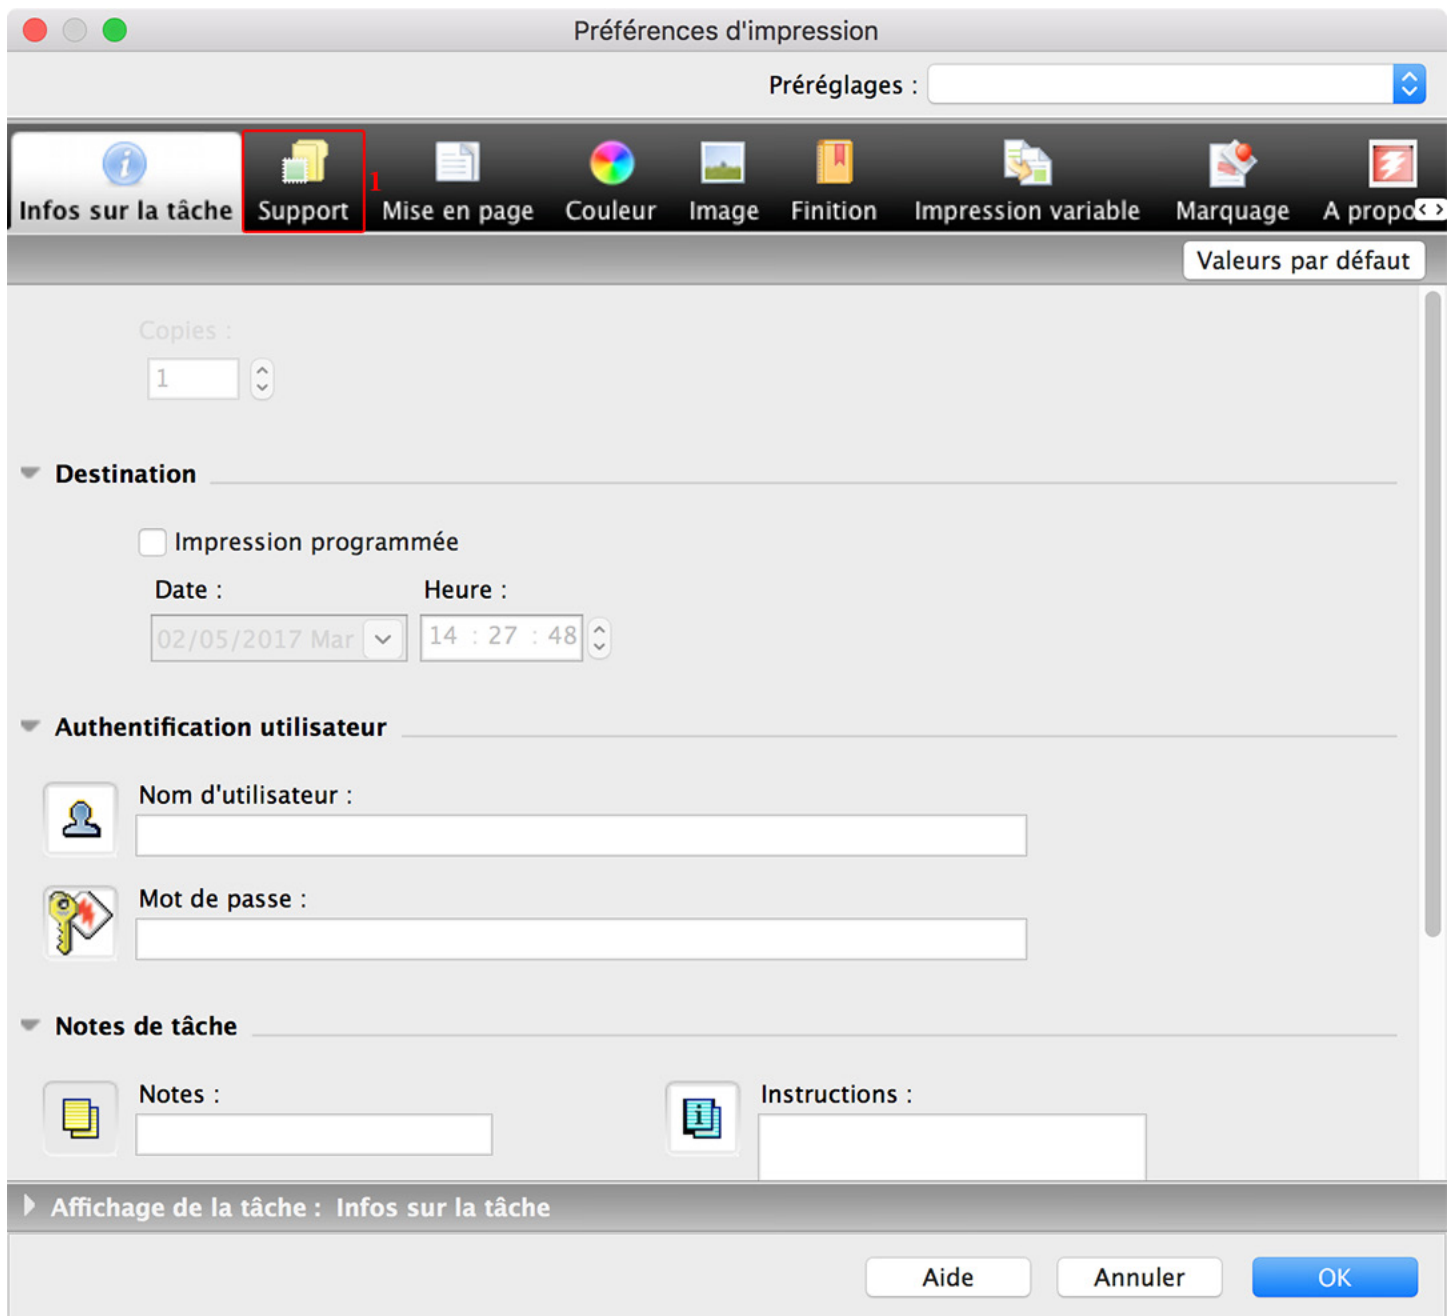 Préférences d'impression
Préréglages :
Infos sur la tâche Support 1 Mise en page Couleur Image Finition Impression variable Marquage A propo
Valeurs par défaut
Copies :
1
Destination
Impression programmée
Date : Heure :
02/05/2017 Mar 14 : 27 : 48
Authentification utilisateur
Nom d'utilisateur :
Mot de passe :
Notes de tâche
Notes : Instructions :
Affichage de la tâche : Infos sur la tâche
Aide Annuler OK